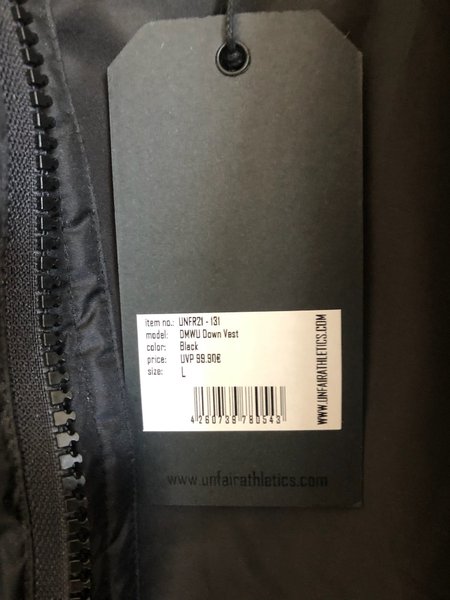 item no.: UNFR21 - 131
model: DMWU Down Vest
color: Black
price: UVP 99.90€
size: L
4 260739 780543
WWW.UNFAIRATHLETICS.COM
www.unfairathletics.com